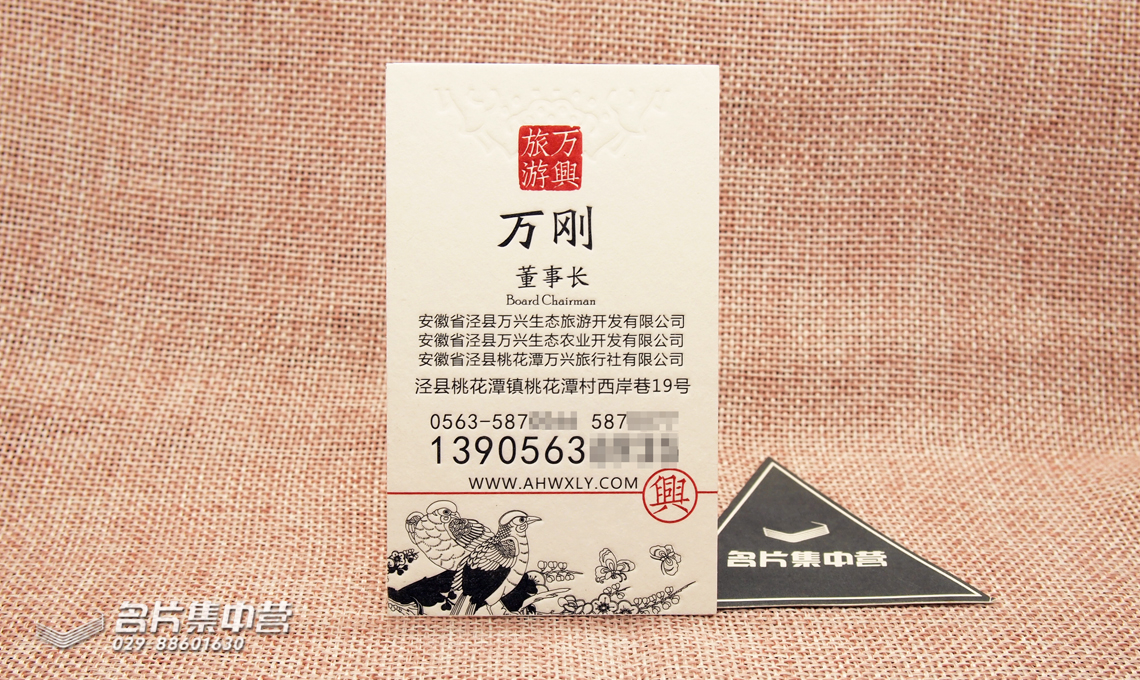 万興
旅游
万刚
董事长
Board Chairman
安徽省泾县万兴生态旅游开发有限公司
安徽省泾县万兴生态农业开发有限公司
安徽省泾县桃花潭万兴旅行社有限公司
泾县桃花潭镇桃花潭村西岸巷19号
0563-587 587
1390563
WWW.AHWXLY.COM
興
名片集中营
名片集中营
029-88601630